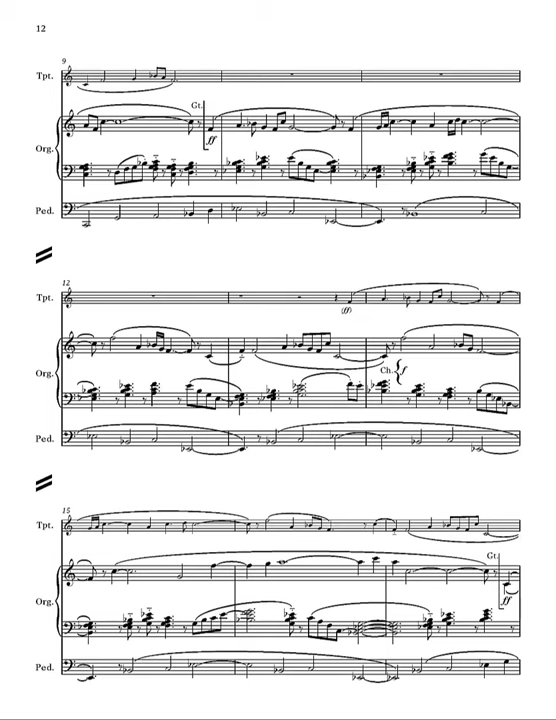 12
9
Tpt.
Gt.
ff
Org.
Ped.
12
Tpt.
(ff)
Org.
Ch.
f
Ped.
15
Tpt.
Gt.
Org.
ff
Ped.